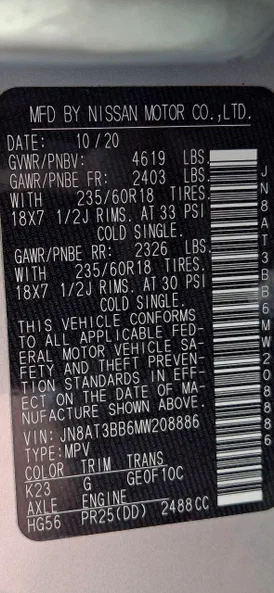 MFD BY NISSAN MOTOR CO.,LTD.
DATE: 10/20
GVWR/PNBV: 4619 LBS.
GAWR/PNBE FR: 2403 LBS.
WITH 235/60R18 TIRES.
18X7 1/2J RIMS. AT 33 PSI
COLD SINGLE.
GAWR/PNBE RR: 2326 LBS.
WITH 235/60R18 TIRES.
18X7 1/2J RIMS. AT 30 PSI
COLD SINGLE.
THIS VEHICLE CONFORMS
TO ALL APPLICABLE FED-
ERAL MOTOR VEHICLE SA-
FETY AND THEFT PREVEN-
TION STANDARDS IN EFF-
ECT ON THE DATE OF MA-
NUFACTURE SHOWN ABOVE.
VIN: JN8AT3BB6MW208886
TYPE:MPV
COLOR TRIM TRANS
K23 G GE0F10C
AXLE ENGINE
HG56 PR25(DD) 2488CC
JN8AT3BB6MW208886